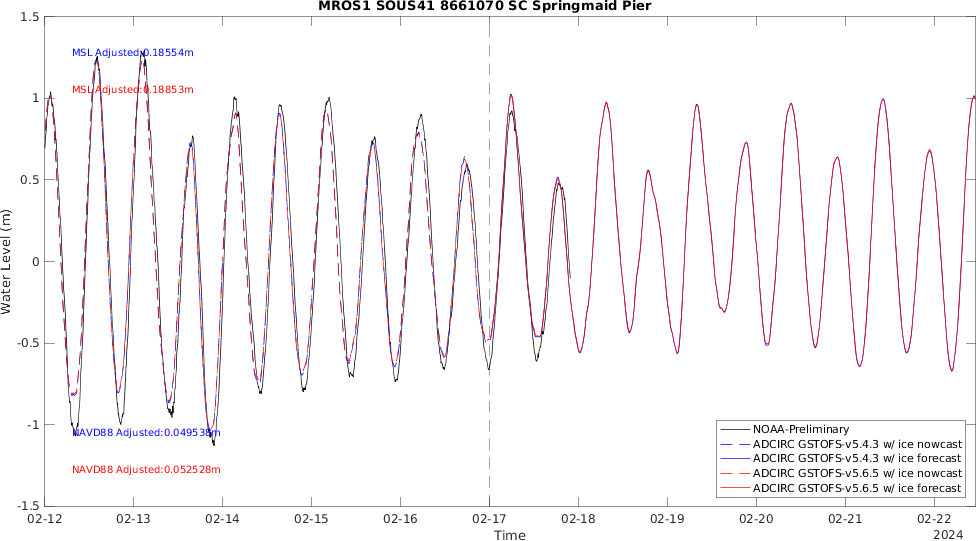 MROS1 SOUS41 8661070 SC Springmaid Pier
1.5
1
0.5
0
-0.5
-1
-1.5
Water Level (m)
MSL Adjusted:0.18554m
MSL Adjusted:0.18853m
NAVD88 Adjusted:0.049538m
NAVD88 Adjusted:0.052528m
NOAA-Preliminary
ADCIRC GSTOFS-v5.4.3 w/ ice nowcast
ADCIRC GSTOFS-v5.4.3 w/ ice forecast
ADCIRC GSTOFS-v5.6.5 w/ ice nowcast
ADCIRC GSTOFS-v5.6.5 w/ ice forecast
02-12 02-13 02-14 02-15 02-16 02-17 02-18 02-19 02-20 02-21 02-22
Time
2024